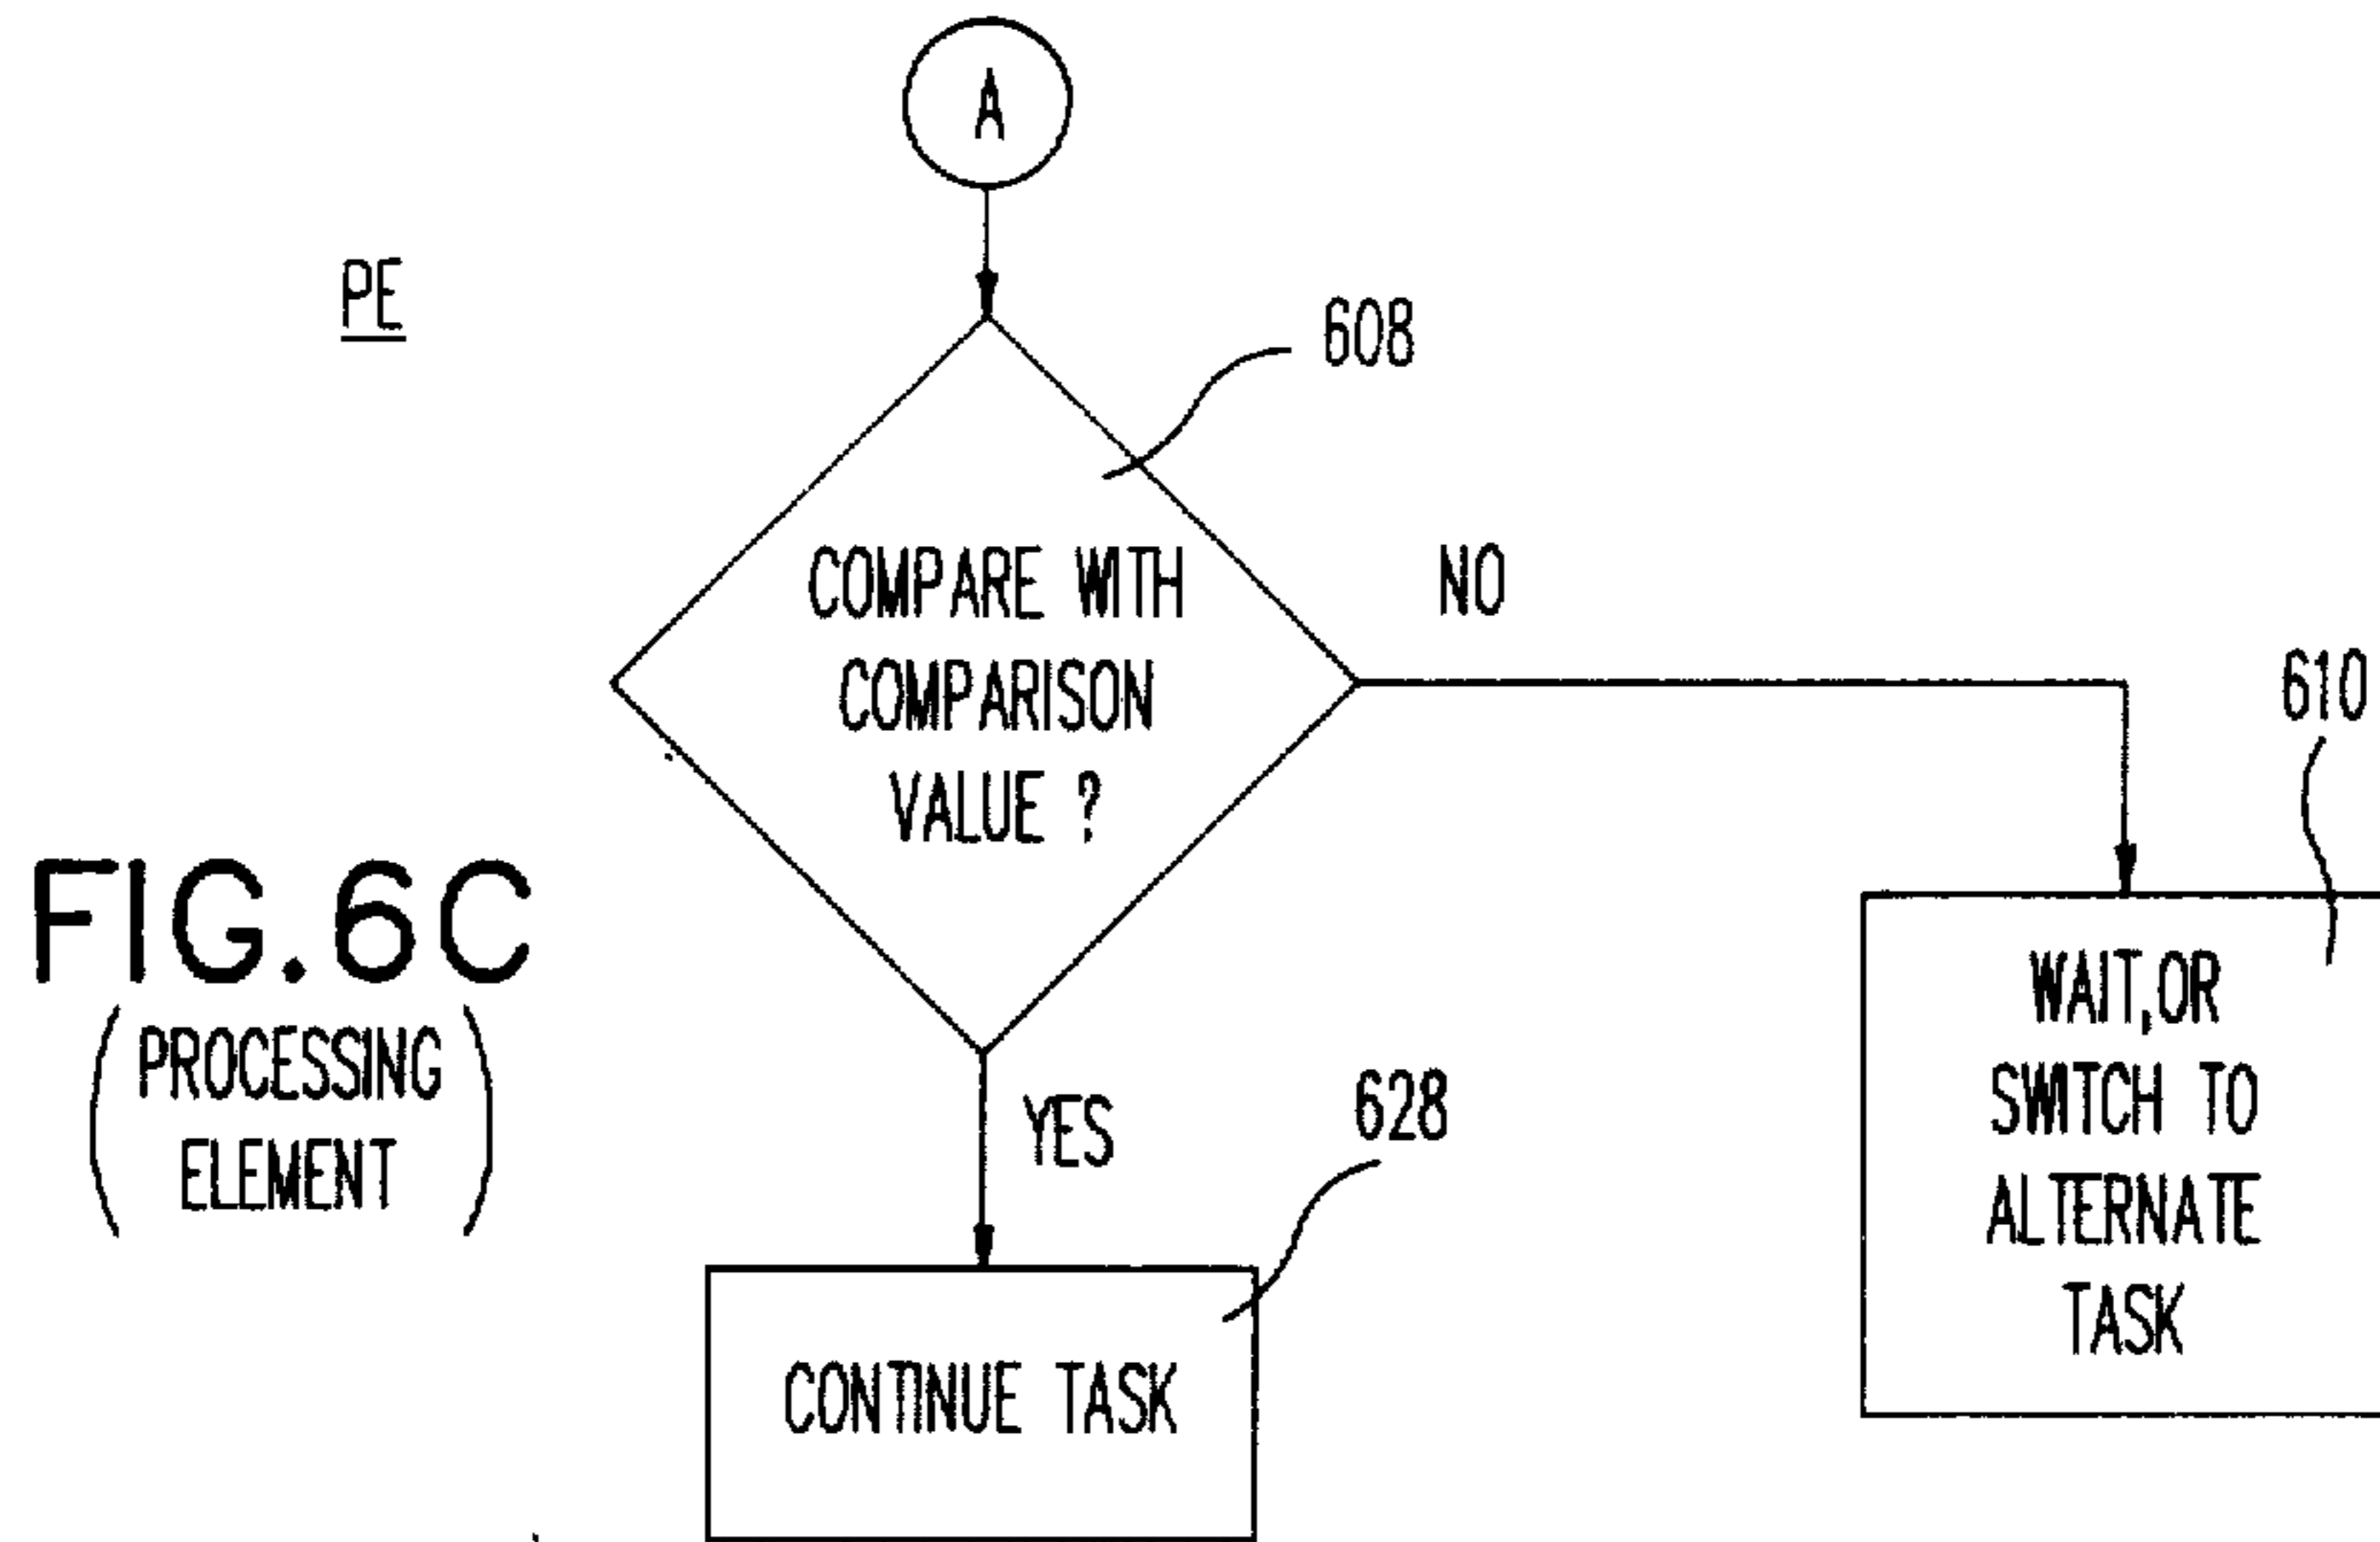 A
PE
608
COMPARE WITH
COMPARISON
VALUE ?
NO
610
FIG.6C
( PROCESSING
ELEMENT )
WAIT,OR
SWITCH TO
ALTERNATE
TASK
YES
628
CONTINUE TASK